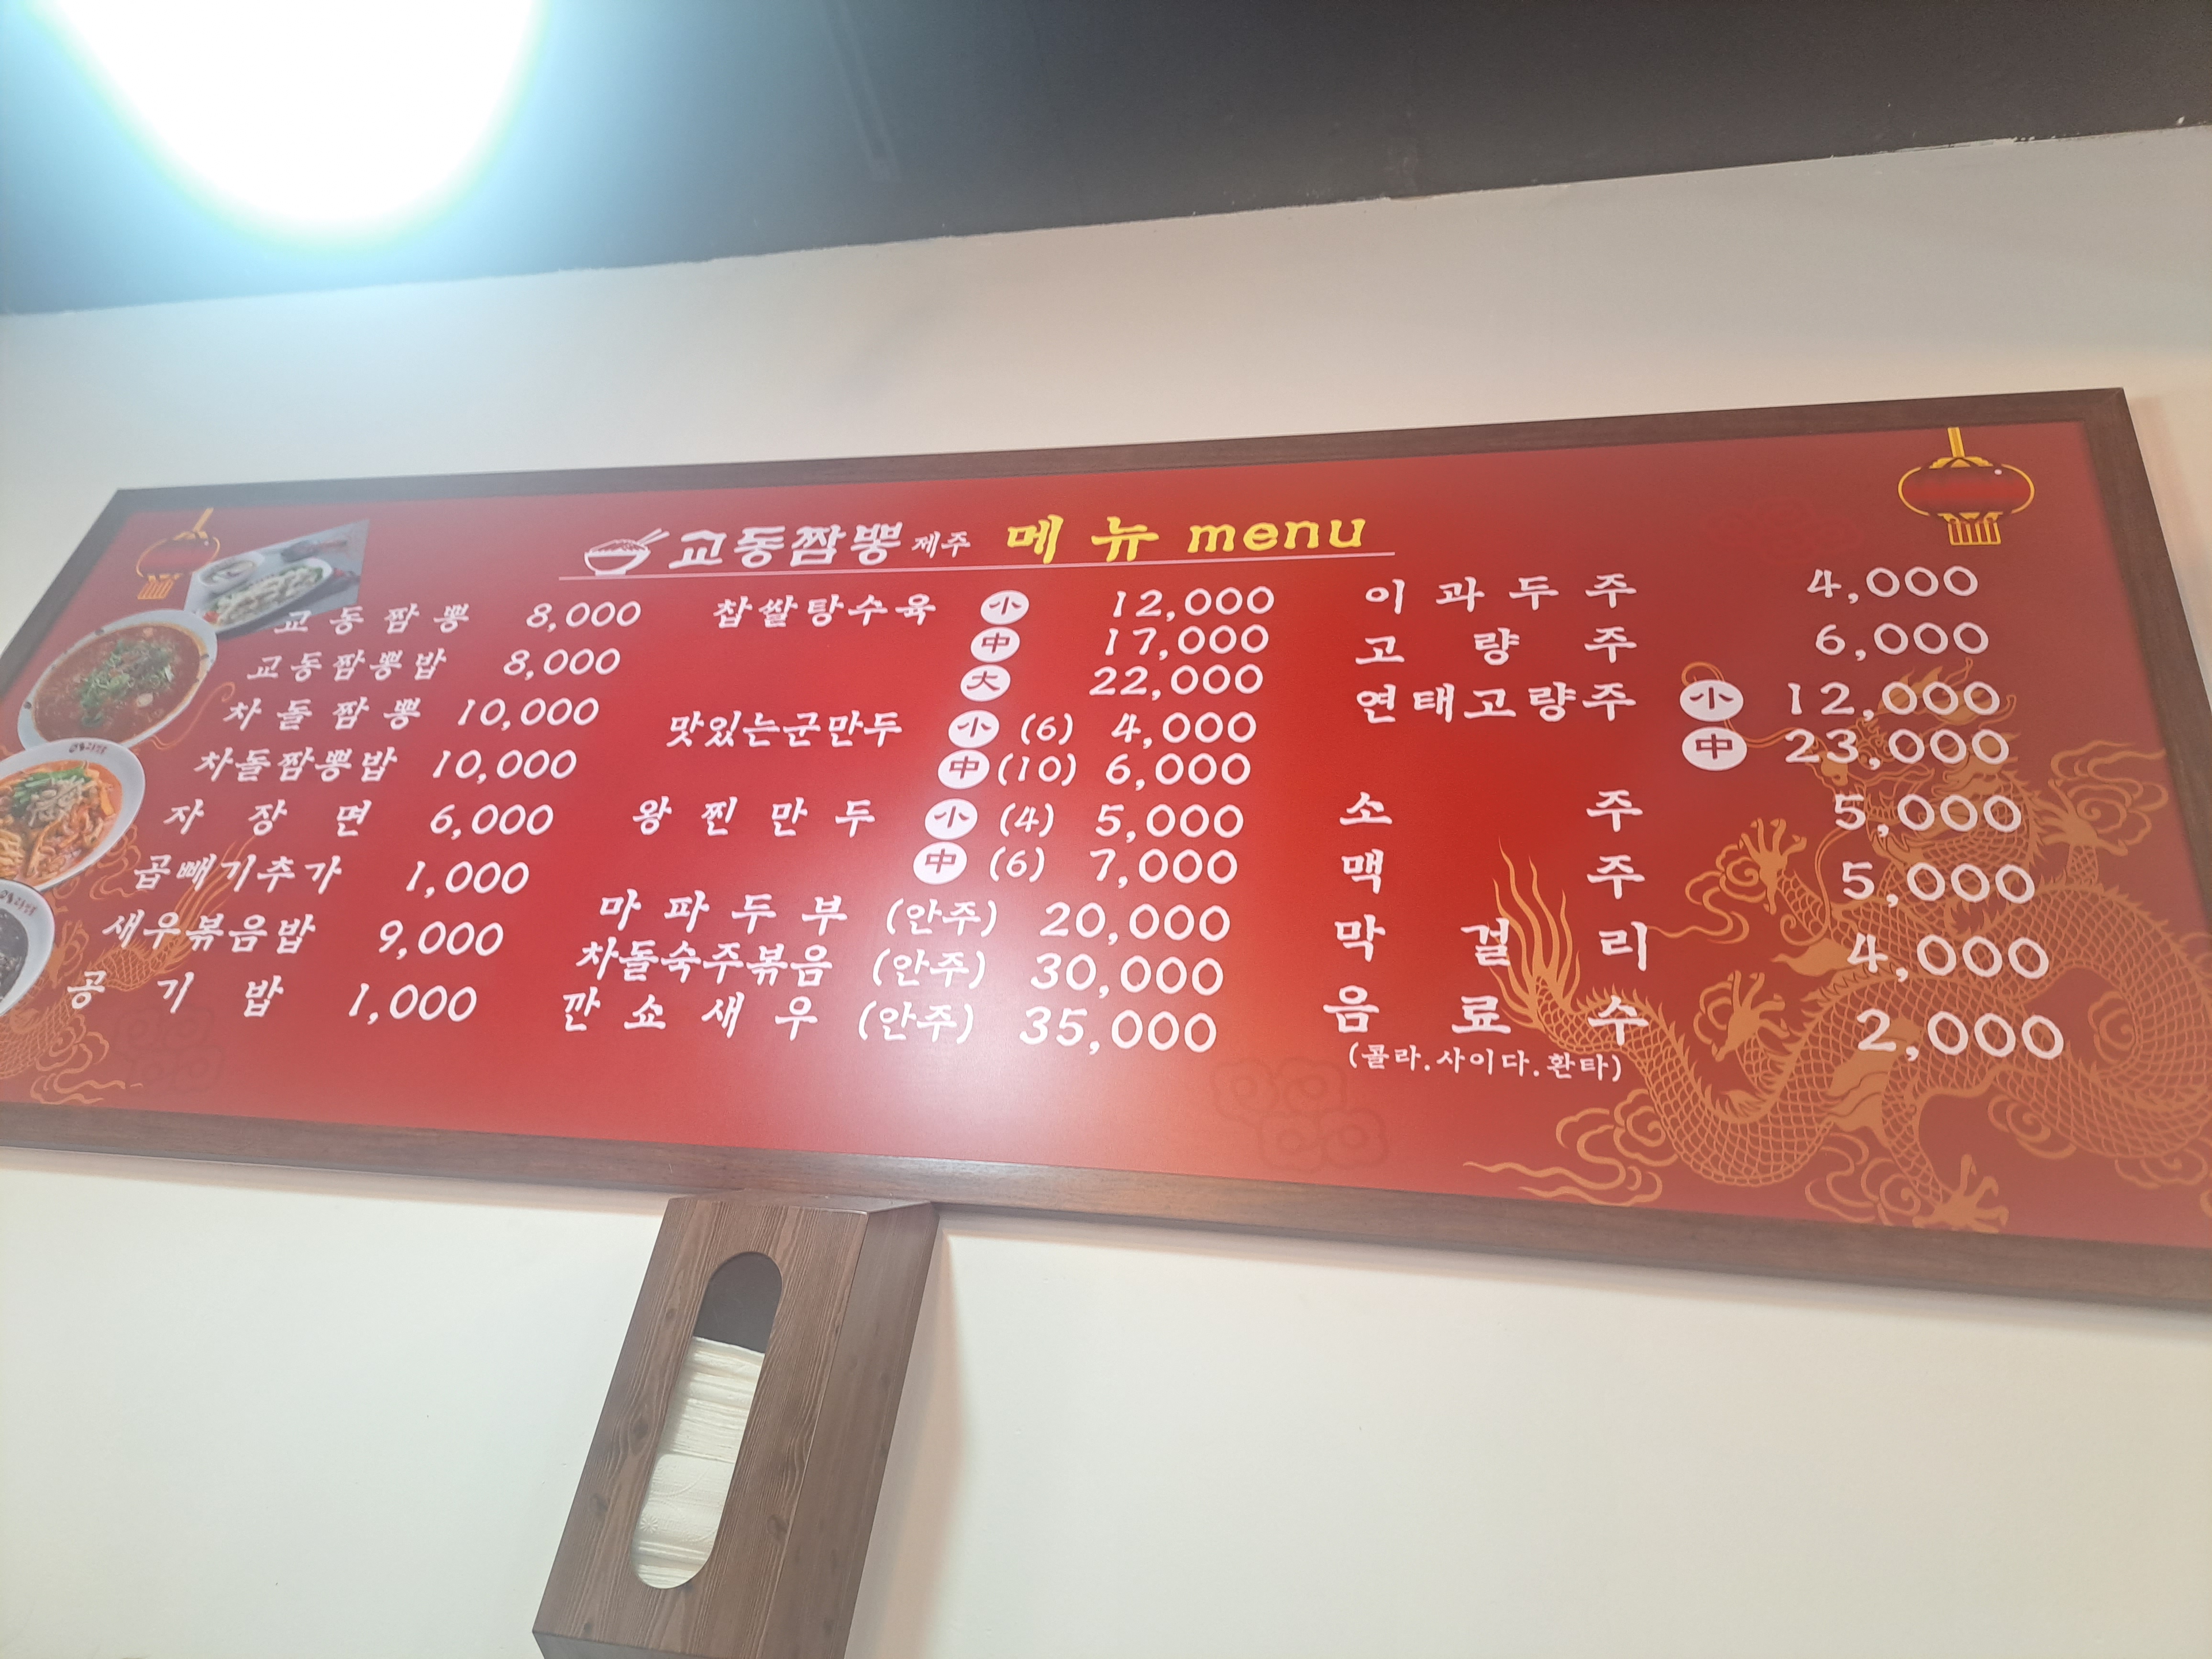 교동짬뽕 제주 메뉴 menu
교동짬뽕 8,000
교동짬뽕밥 8,000
차돌짬뽕 10,000
차돌짬뽕밥 10,000
자장면 6,000
곱빼기추가 1,000
새우볶음밥 9,000
공기밥 1,000
찹쌀탕수육 小 12,000
中 17,000
大 22,000
맛있는군만두 小 (6) 4,000
中 (10) 6,000
왕찐만두 小 (4) 5,000
中 (6) 7,000
마파두부 (안주) 20,000
차돌숙주볶음 (안주) 30,000
깐쇼새우 (안주) 35,000
이과두주 4,000
고량주 6,000
연태고량주 小 12,000
中 23,000
소주 5,000
맥주 5,000
막걸리 4,000
음료수 2,000
(콜라.사이다.환타)